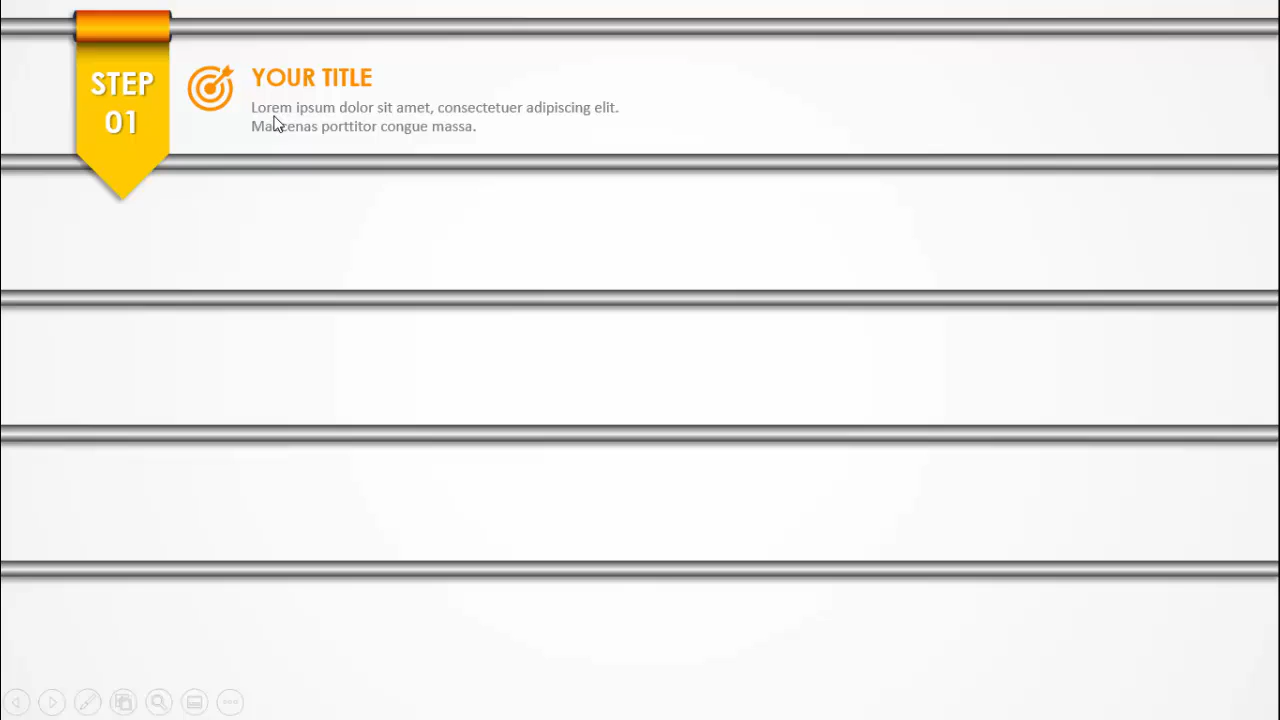 STEP
01
YOUR TITLE
Lorem ipsum dolor sit amet, consectetuer adipiscing elit.
Maecenas porttitor congue massa.